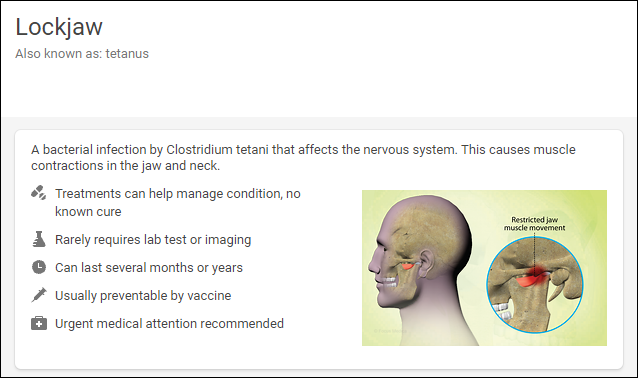 Lockjaw
Also known as: tetanus
A bacterial infection by Clostridium tetani that affects the nervous system. This causes muscle
contractions in the jaw and neck.
Treatments can help manage condition, no
known cure
Rarely requires lab test or imaging
Can last several months or years
Usually preventable by vaccine
Urgent medical attention recommended
Restricted jaw
muscle movement